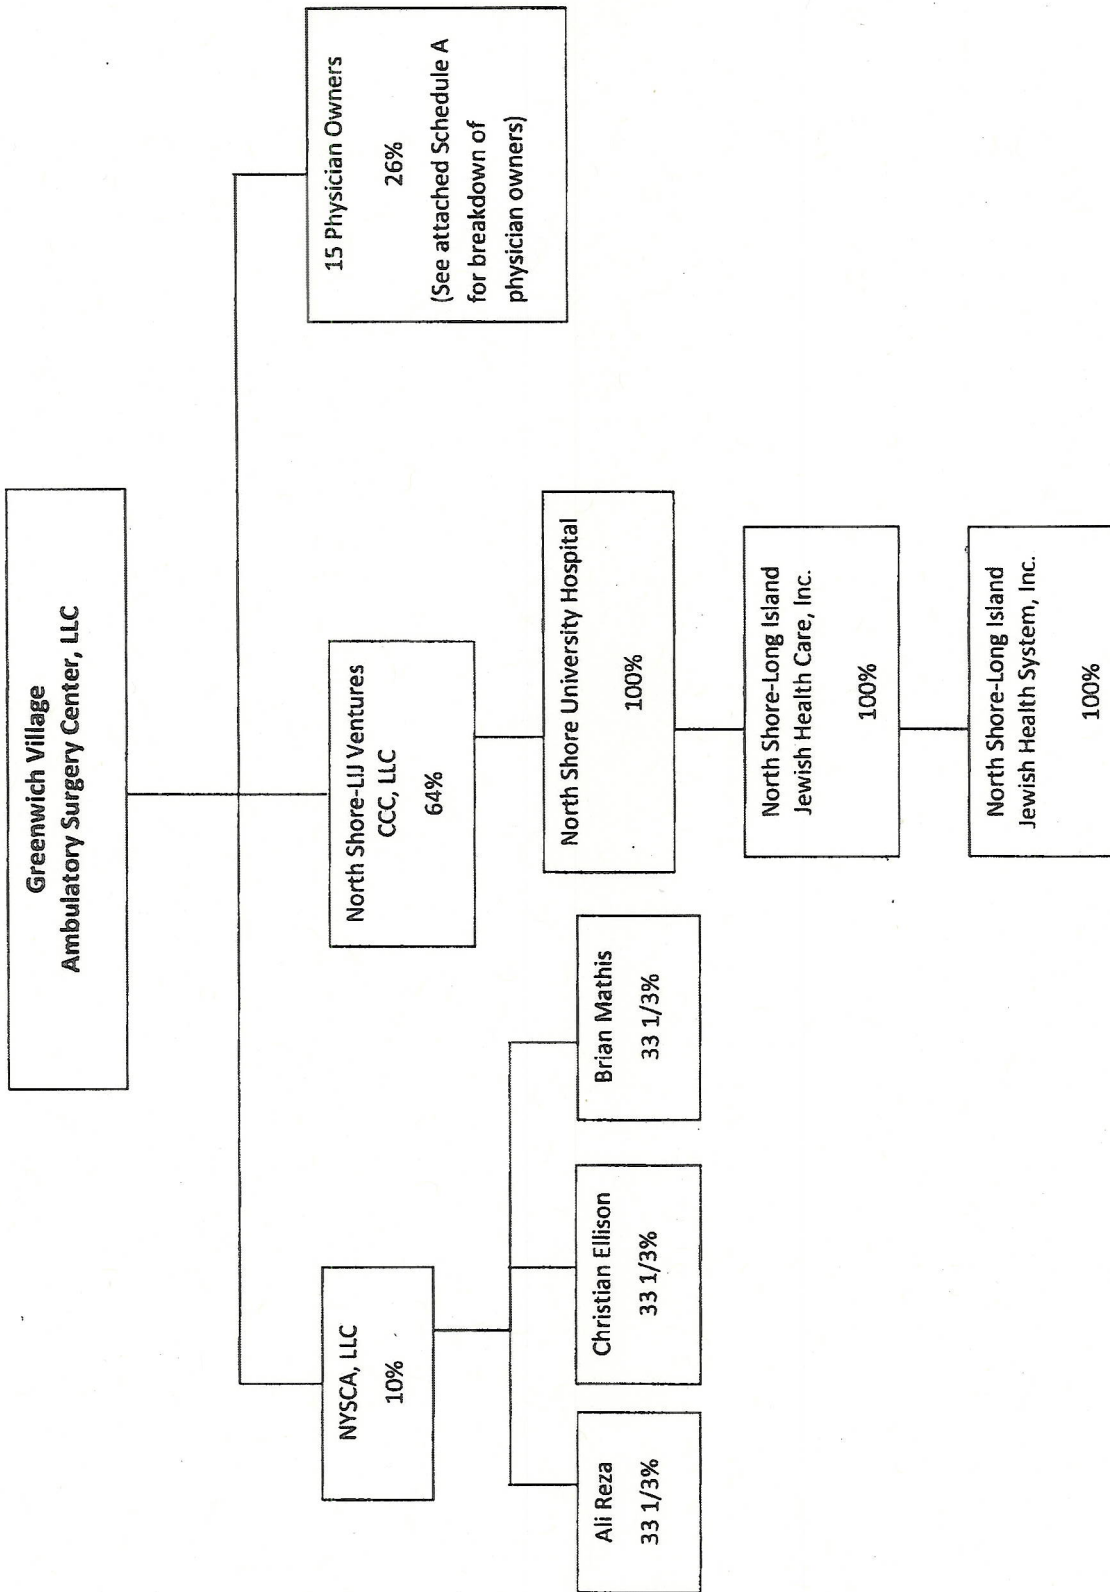 Greenwich Village
Ambulatory Surgery Center, LLC
NYSCA, LLC
10%
North Shore-LIJ Ventures
CCC, LLC
64%
15 Physician Owners
26%
(See attached Schedule A
for breakdown of
physician owners)
Ali Reza
33 1/3%
Christian Ellison
33 1/3%
Brian Mathis
33 1/3%
North Shore University Hospital
100%
North Shore-Long Island
Jewish Health Care, Inc.
100%
North Shore-Long Island
Jewish Health System, Inc.
100%